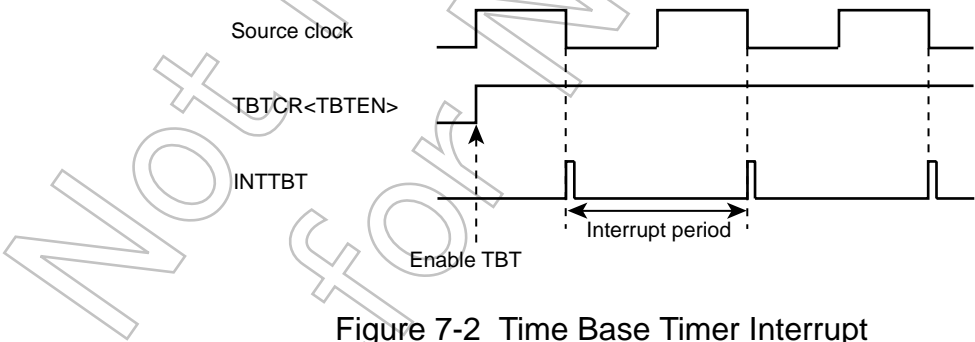 Source clock
TBTCR<TBTEN>
INTTBT
Interrupt period
Enable TBT
Figure 7-2 Time Base Timer Interrupt